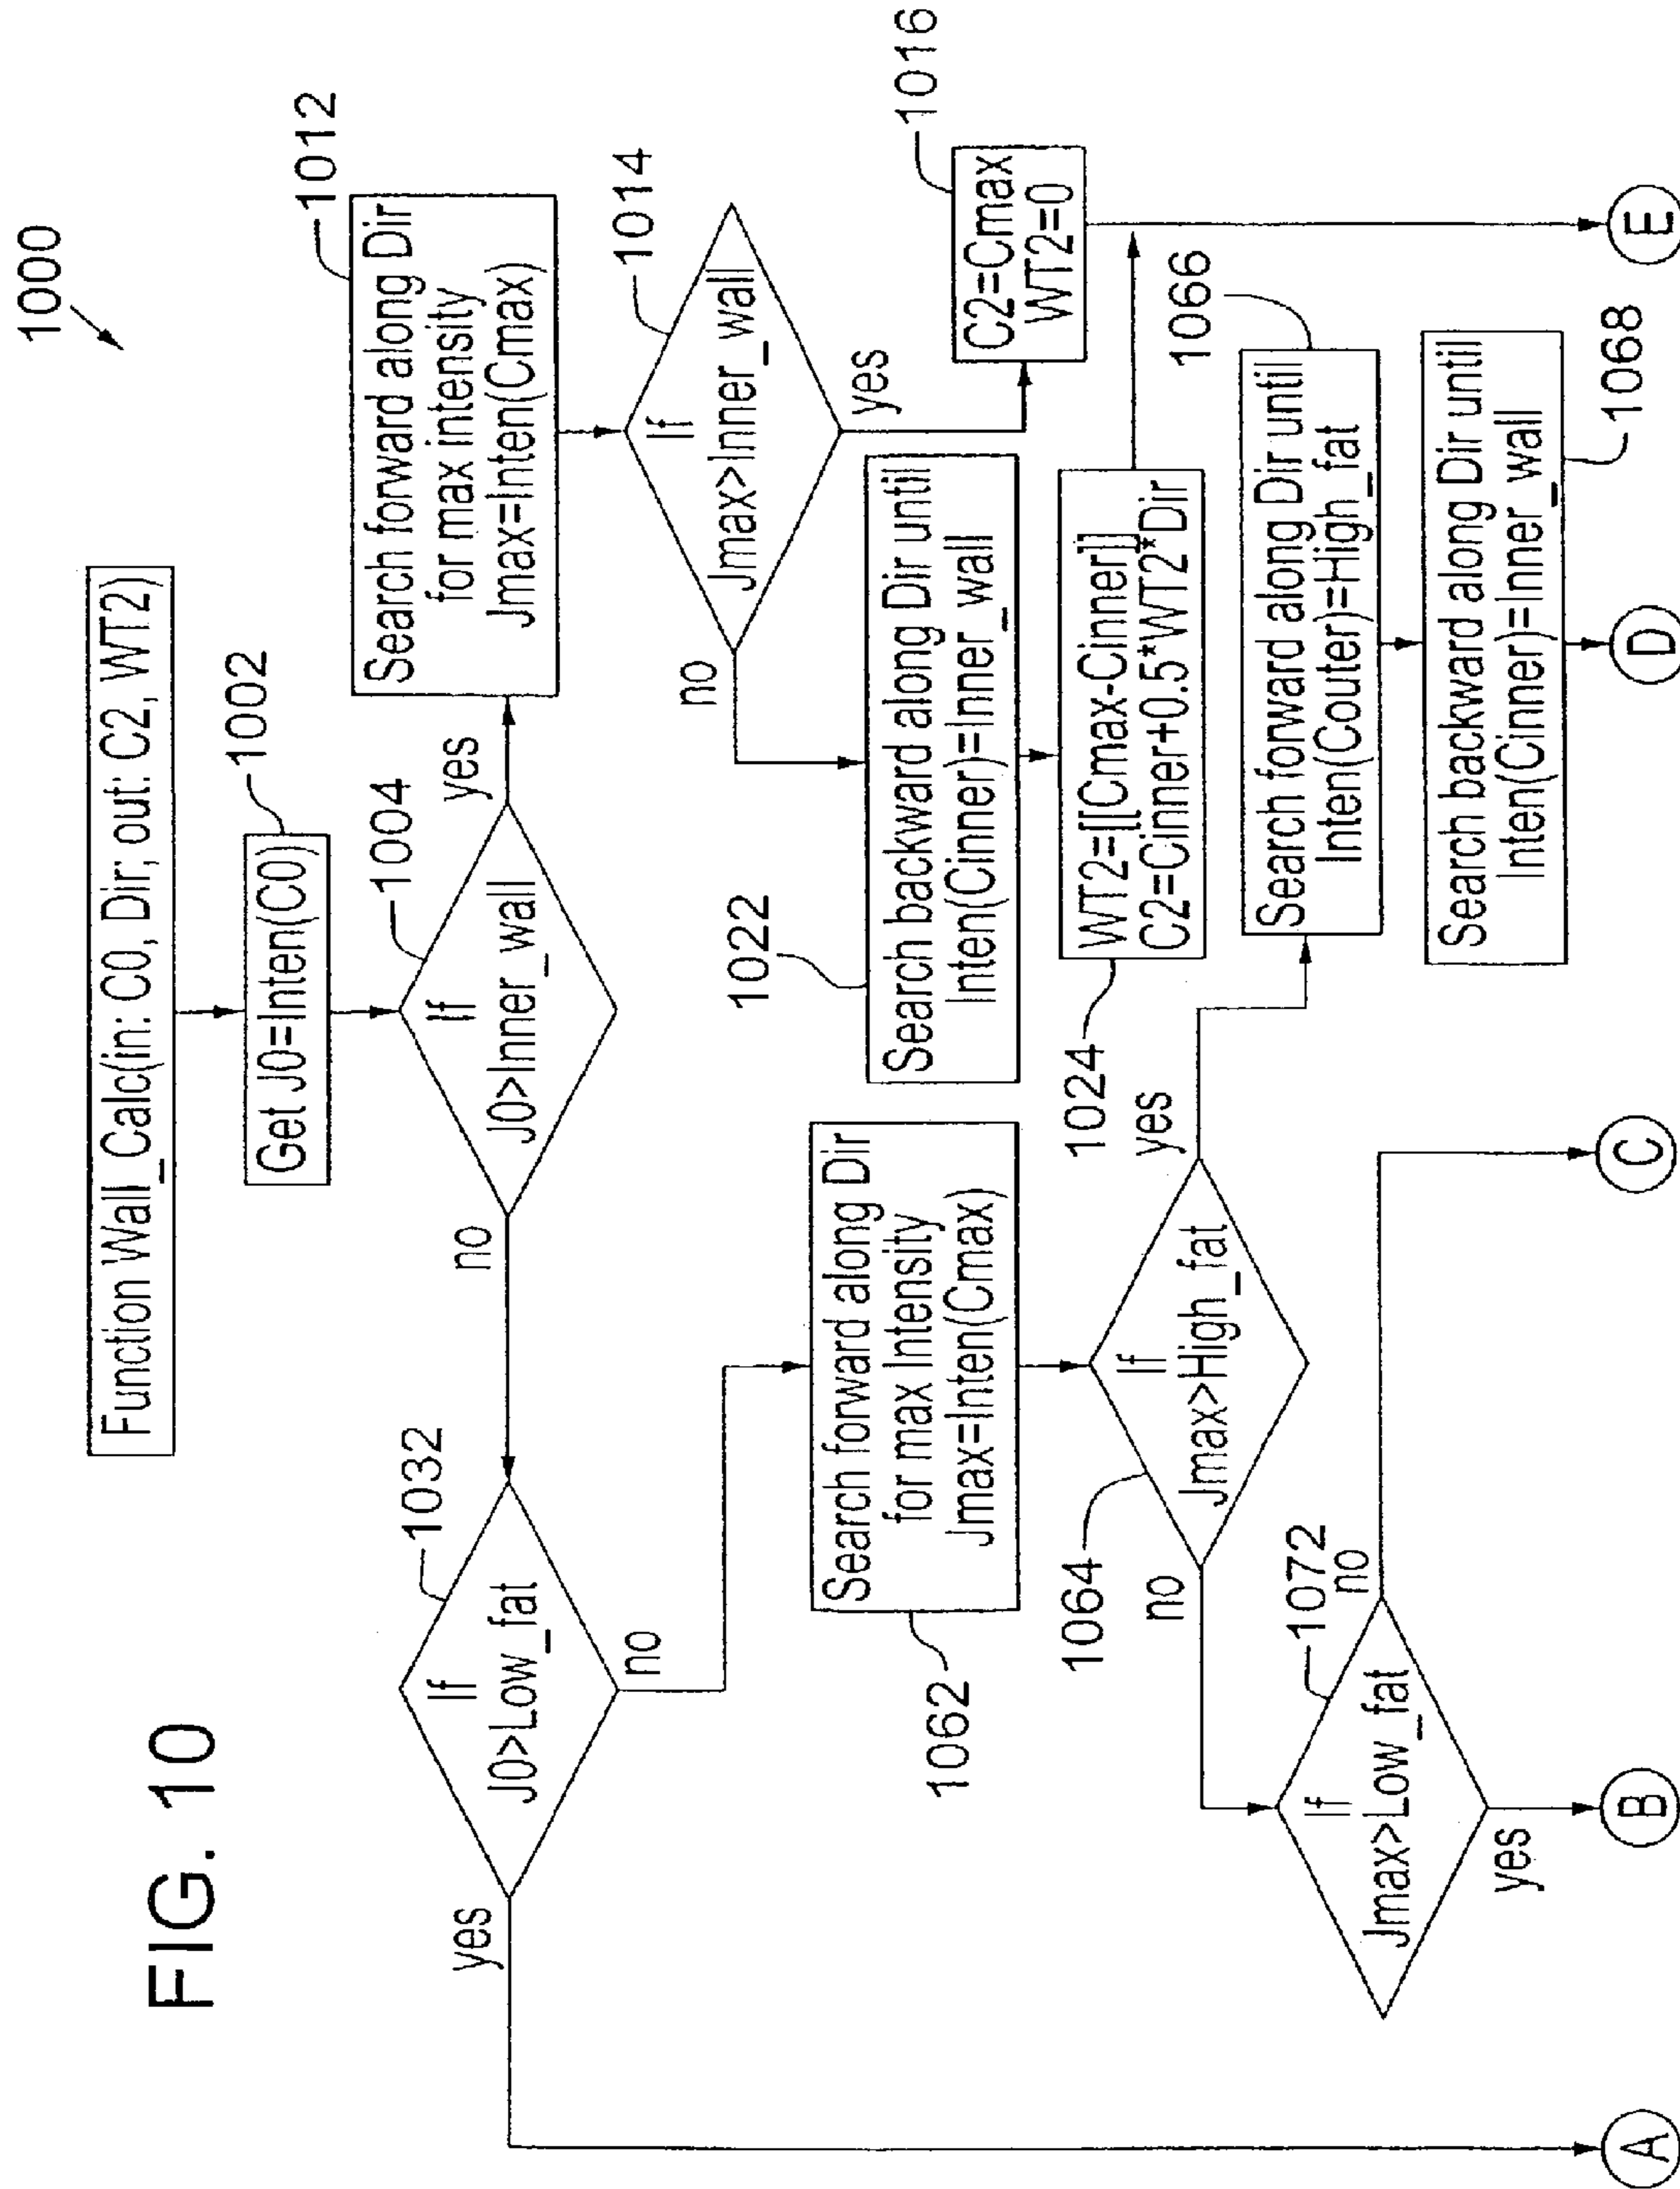 FIG. 10
1000
Function Wall_Calc(in: C0, Dir; out: C2, WT2)
1002
Get J0=Inten(C0)
1004
If
J0>Inner_wall
yes
no
1012
Search forward along Dir
for max intensity
Jmax=Inten(Cmax)
1014
If
Jmax>Inner_wall
yes
no
1016
C2=Cmax
WT2=0
1022
Search backward along Dir until
Inten(Cinner)=Inner_wall
1024
WT2=[[Cmax-Cinner]]
C2=Cinner+0.5*WT2*Dir
1032
If
J0>Low_fat
yes
no
1062
Search forward along Dir
for max Intensity
Jmax=Inten(Cmax)
1064
If
Jmax>High_fat
yes
no
1066
Search forward along Dir untill
Inten(Couter)=High_fat
1068
Search backward along Dir until
Inten(Cinner)=Inner_wall
1072
If
Jmax>Low_fat
no
yes
A
B
C
D
E